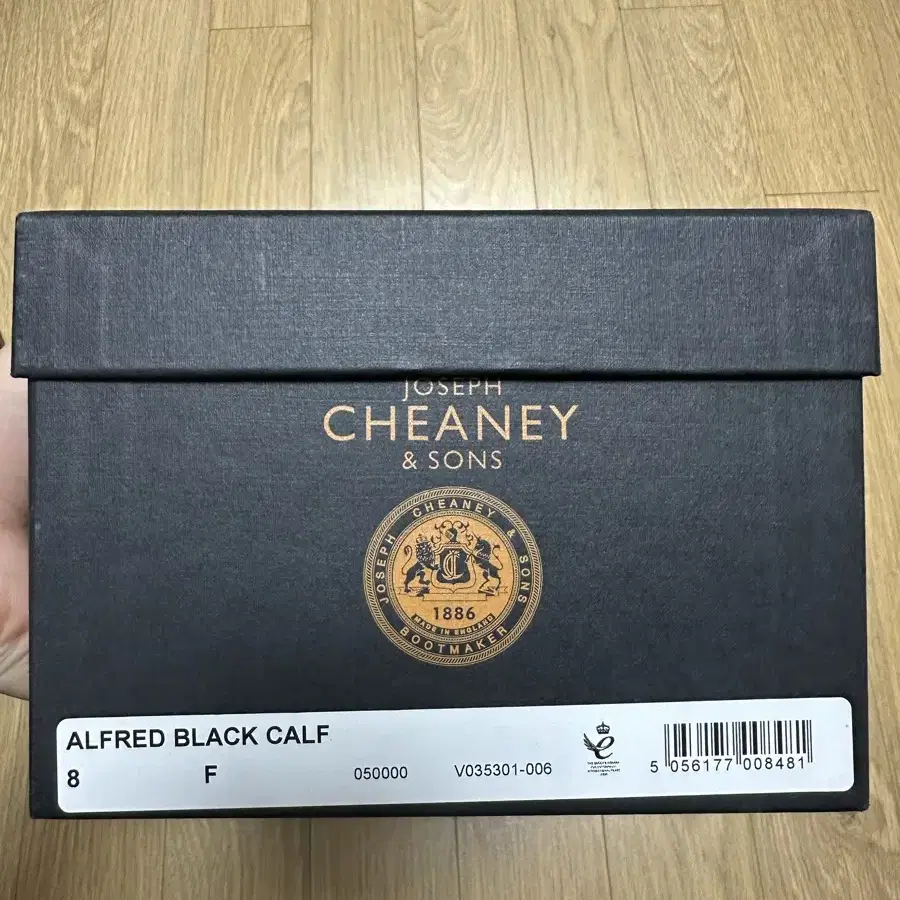 JOSEPH
CHEANEY
& SONS
JOSEPH CHEANEY & SONS
1886
MADE IN ENGLAND
BOOTMAKER
ALFRED BLACK CALF
8 F 050000 V035301-006
5 056177 008481